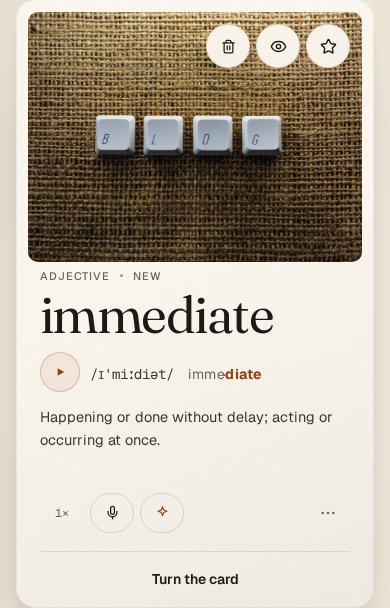 B L O G
ADJECTIVE • NEW
immediate
/ɪˈmiːdiət/ immediate
Happening or done without delay; acting or
occurring at once.
1×
Turn the card